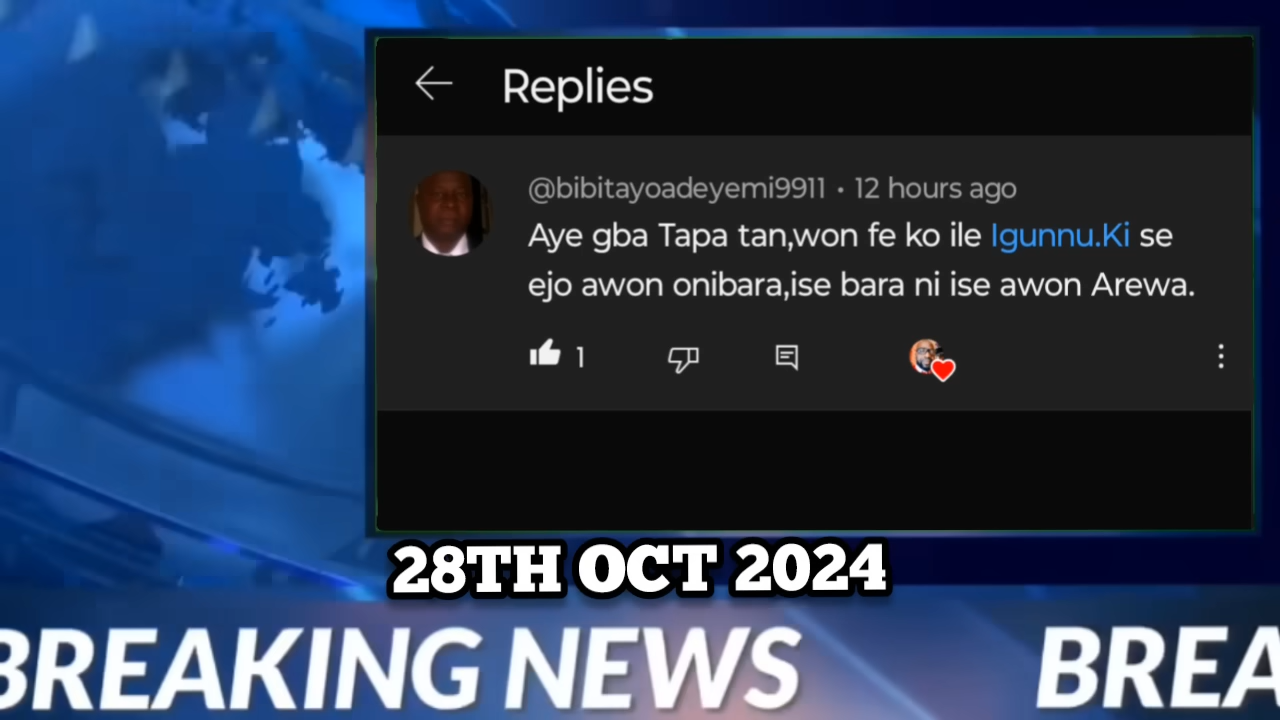 Replies
@bibitayoadeyemi9911 • 12 hours ago
Aye gba Tapa tan,won fe ko ile Igunnu.Ki se
ejo awon onibara,ise bara ni ise awon Arewa.
1
28TH OCT 2024
BREAKING NEWS BREA